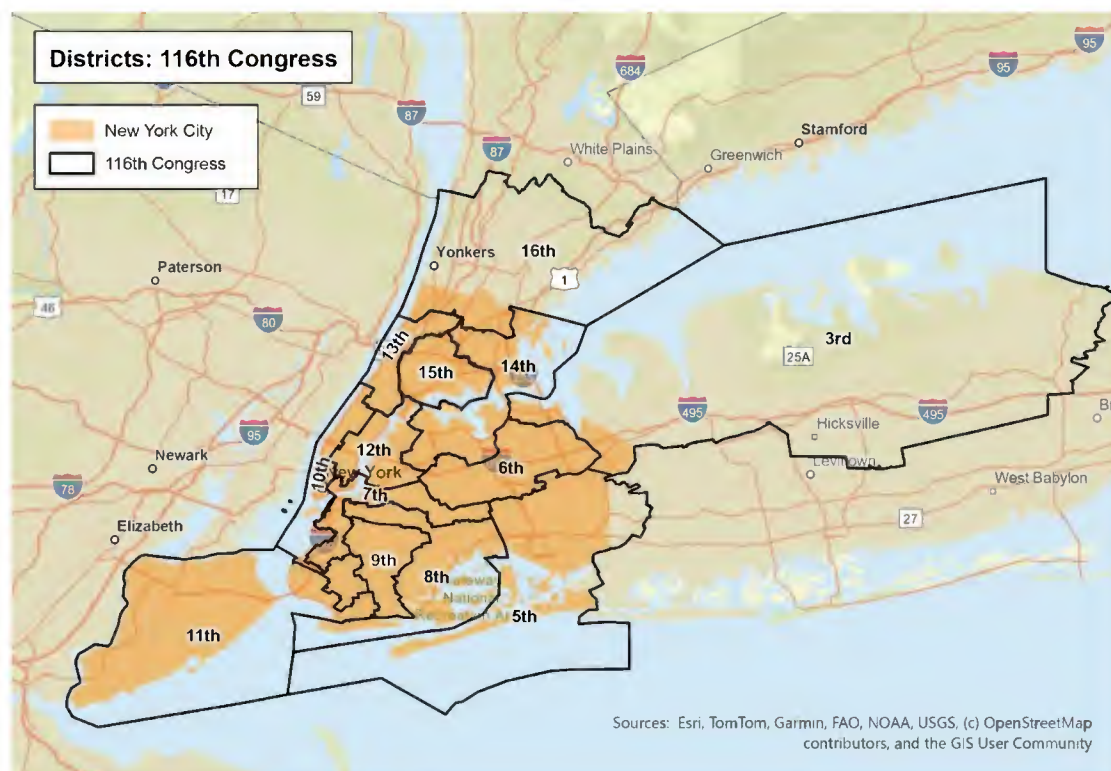 Districts: 116th Congress
New York City
116th Congress
59
87
684
95
95
Stamford
87
White Plains
Greenwich
17
16th
Yonkers
1
Paterson
46
80
13th
3rd
25A
15th
14th
495
495
Hicksville
95
12th
Newark
10th
New York
6th
Levittown
78
7th
West Babylon
27
Elizabeth
9th
8th
Gateway
National
Recreation
5th
11th
Sources: Esri, TomTom, Garmin, FAO, NOAA, USGS, (c) OpenStreetMap
contributors, and the GIS User Community